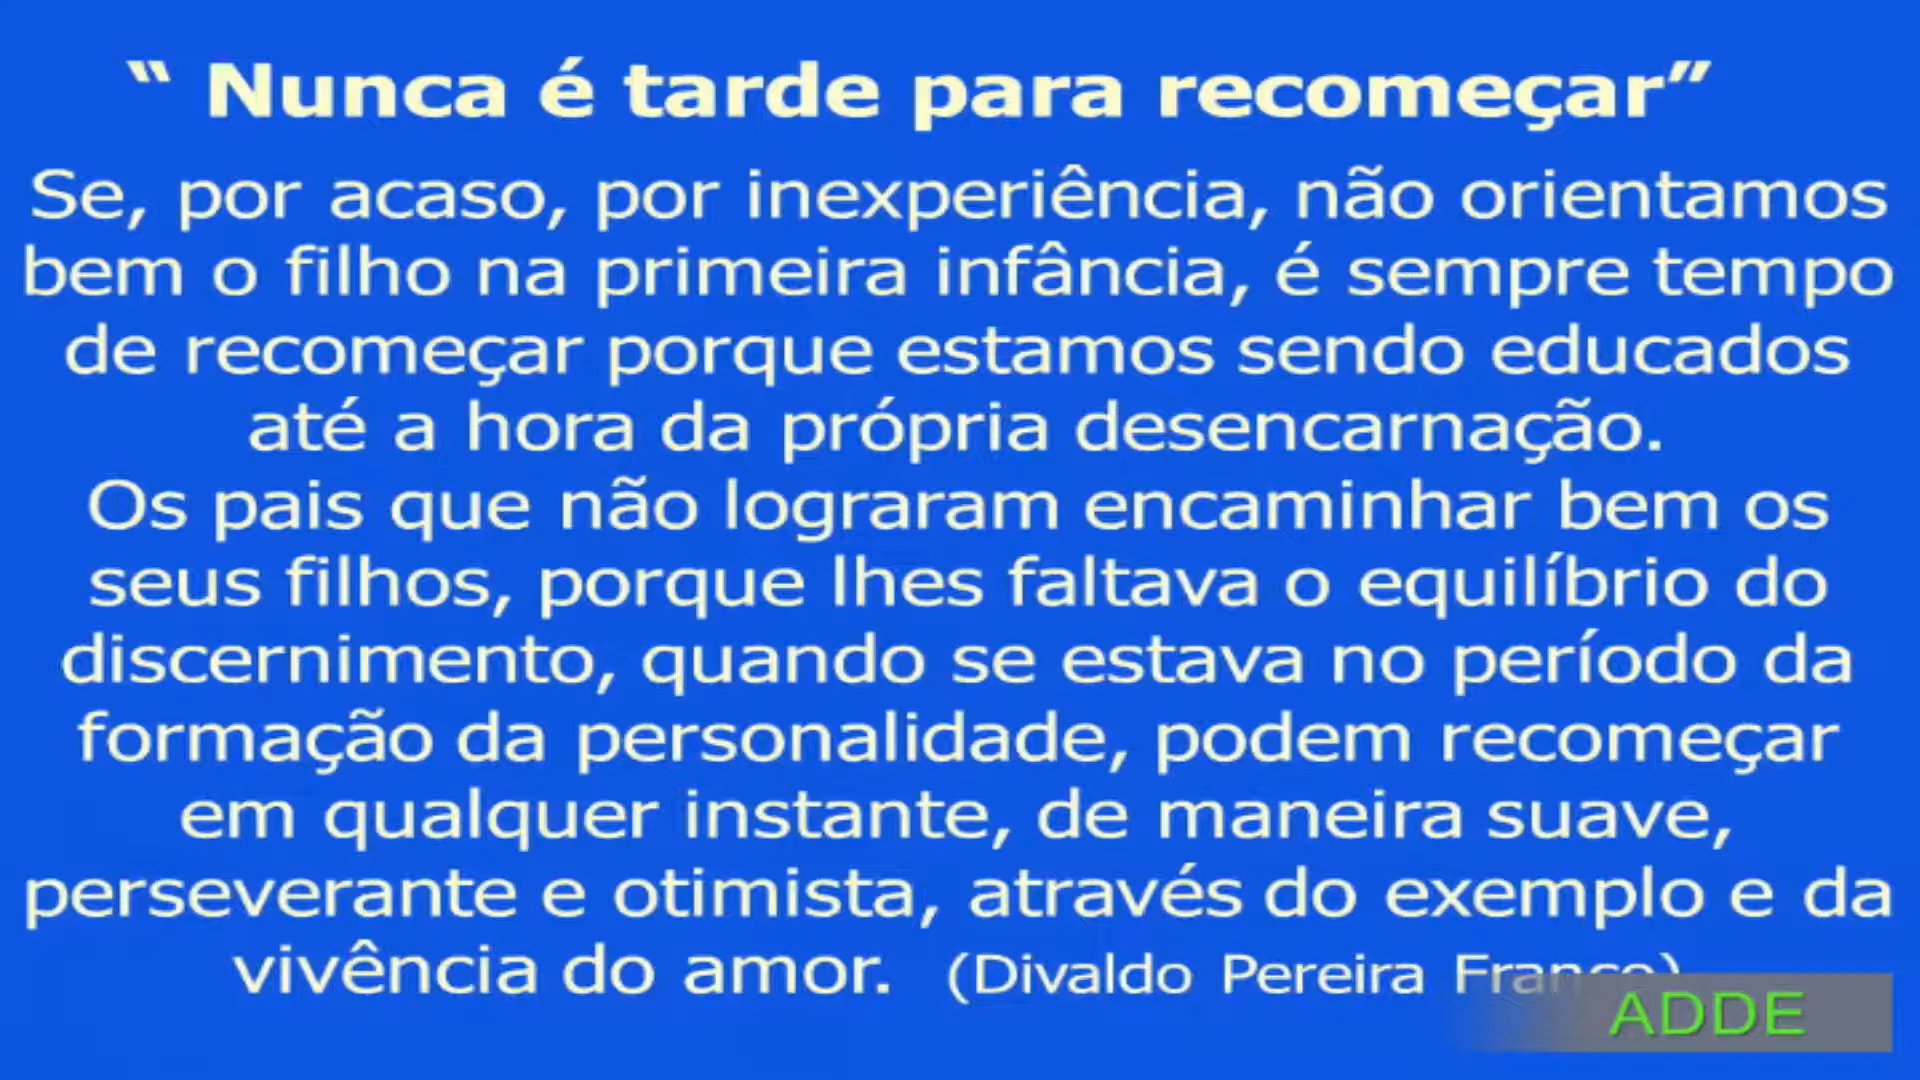 “ Nunca é tarde para recomeçar”
Se, por acaso, por inexperiência, não orientamos
bem o filho na primeira infância, é sempre tempo
de recomeçar porque estamos sendo educados
até a hora da própria desencarnação.
Os pais que não lograram encaminhar bem os
seus filhos, porque lhes faltava o equilíbrio do
discernimento, quando se estava no período da
formação da personalidade, podem recomeçar
em qualquer instante, de maneira suave,
perseverante e otimista, através do exemplo e da
vivência do amor. (Divaldo Pereira Franco)
ADDE